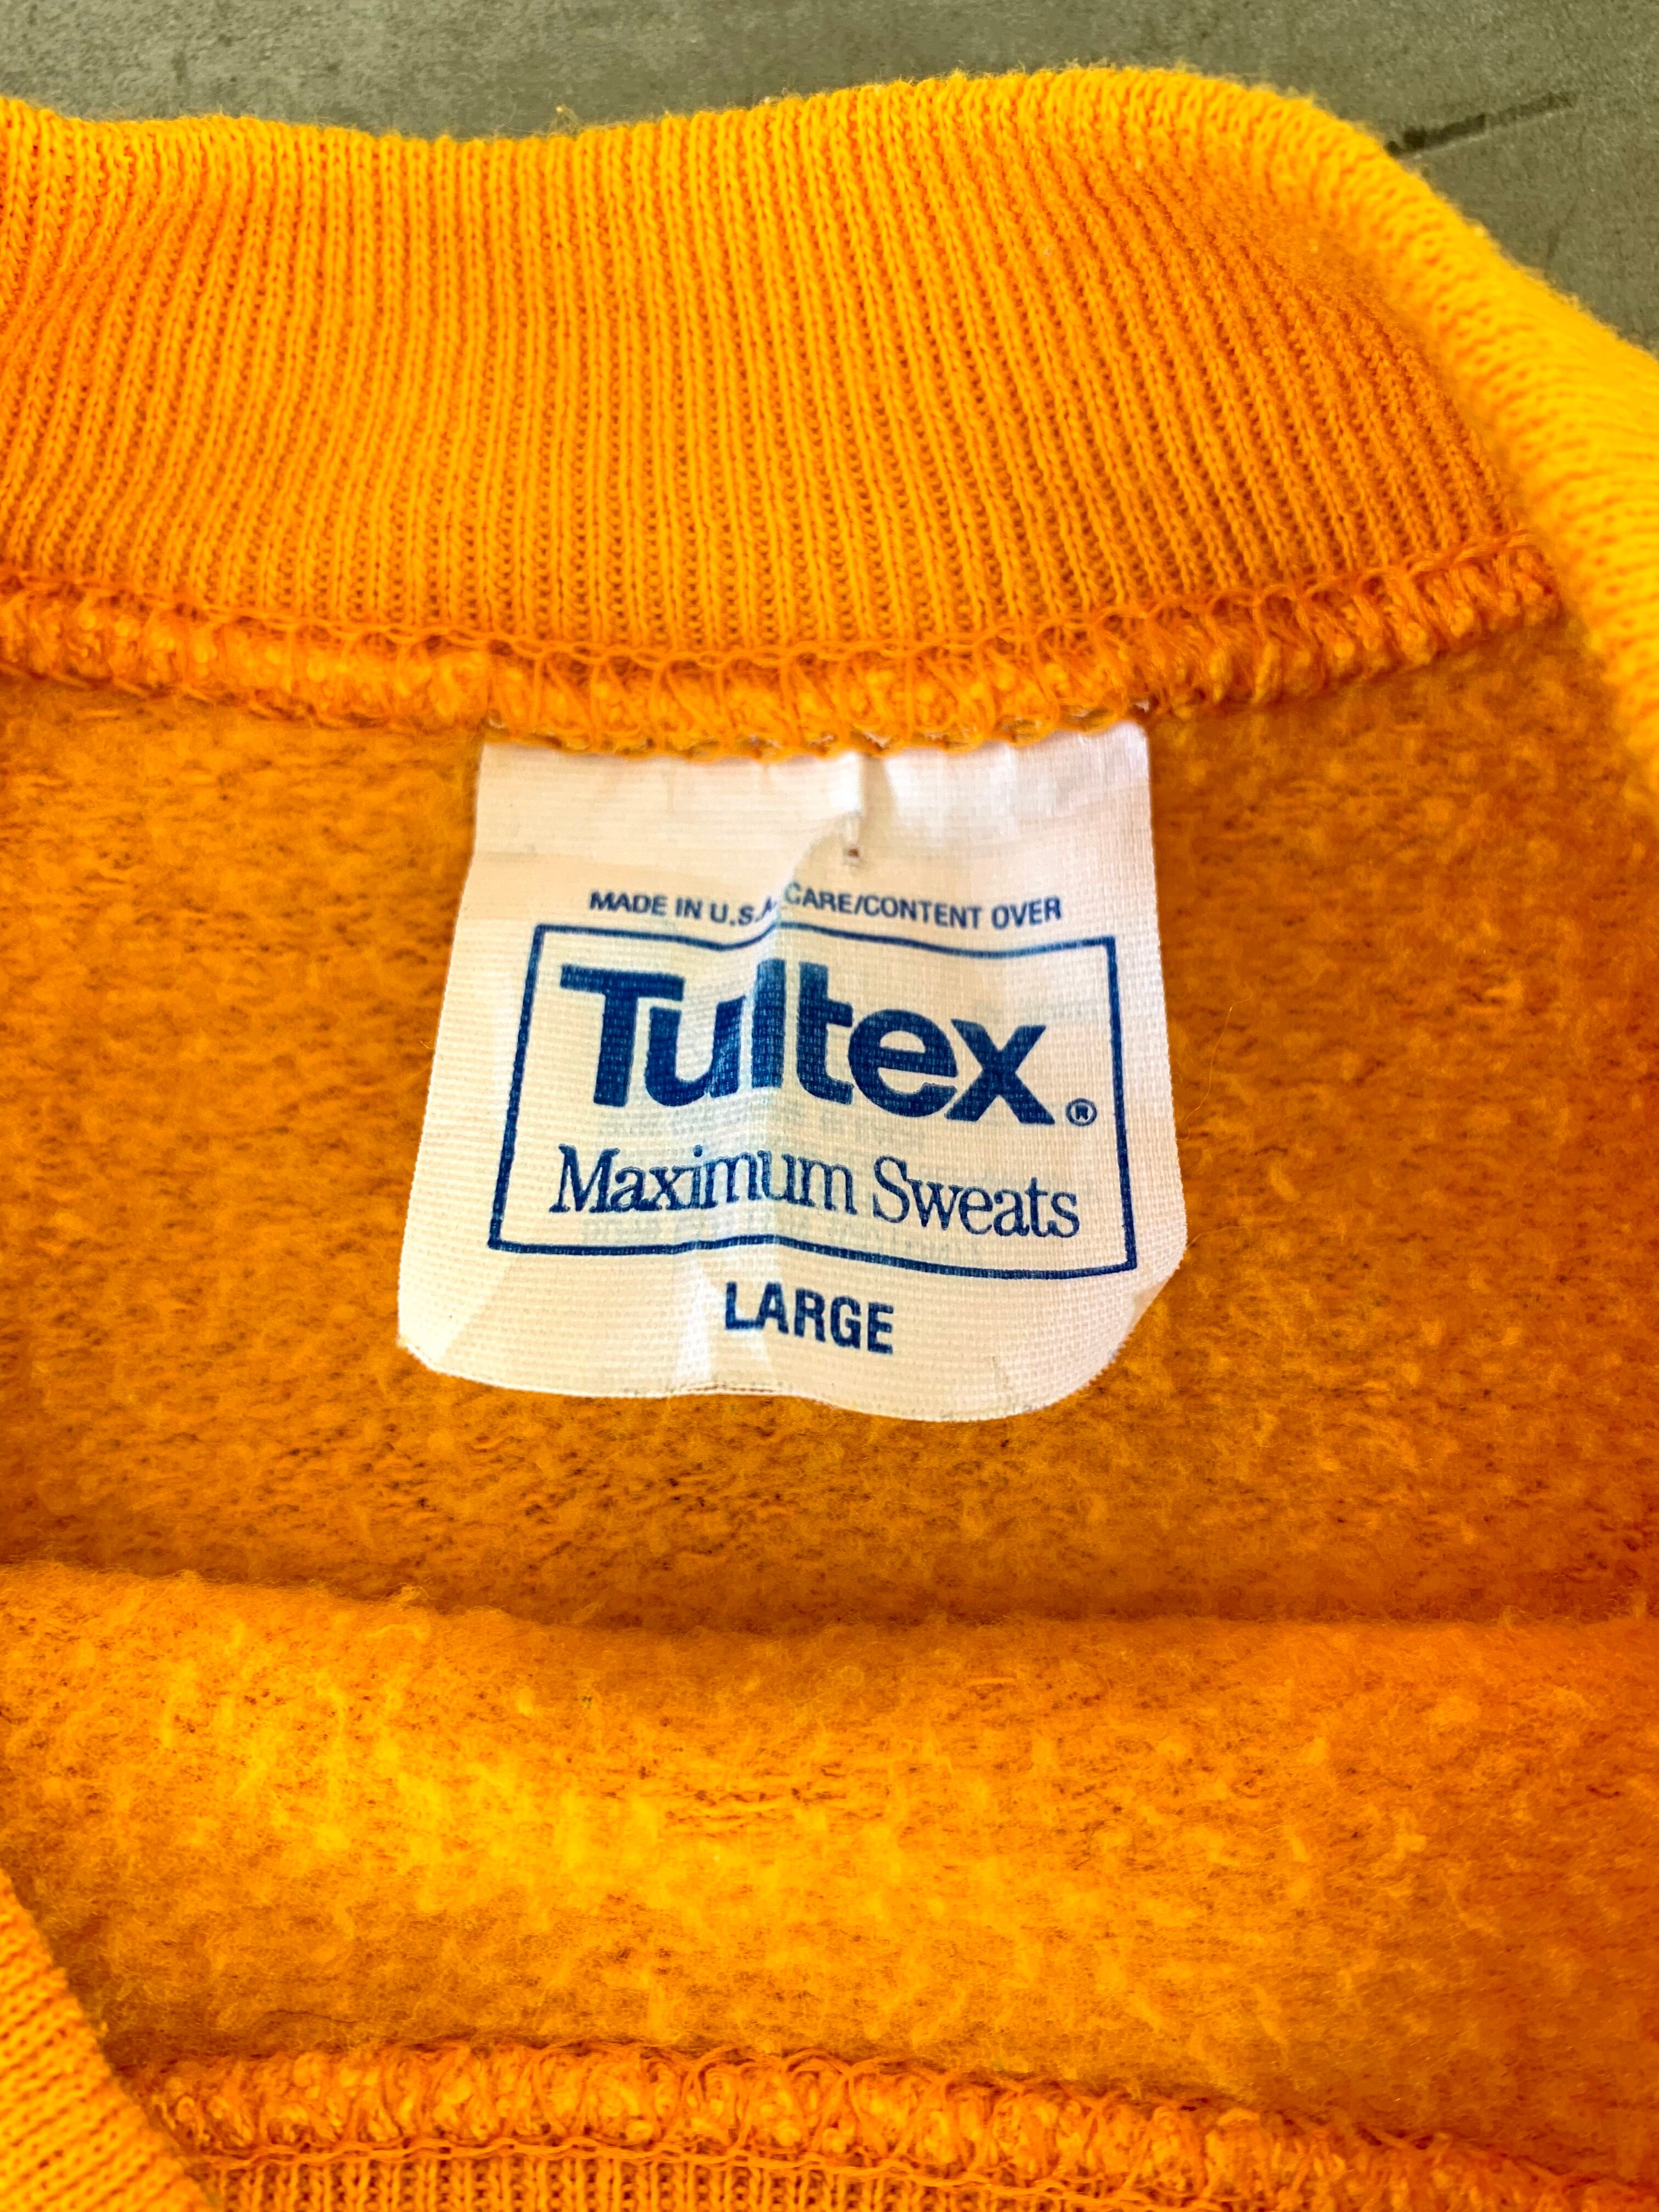 MADE IN U.S.A. CARE/CONTENT OVER
Tultex®
Maximum Sweats
LARGE